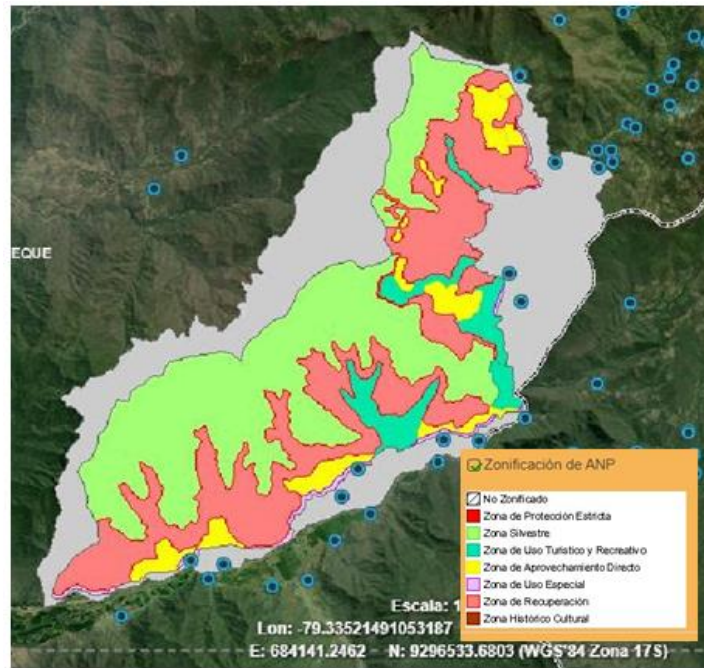 EQUE
Zonificación de ANP
No Zonificado
Zona de Protección Estricta
Zona Silvestre
Zona de Uso Turístico y Recreativo
Zona de Aprovechamiento Directo
Zona de Uso Especial
Zona de Recuperación
Zona Histórico Cultural
Escala: 1
Lon: -79.33521491053187
E: 684141.2462 N: 9296533.6803 (WGS'84 Zona 17S)